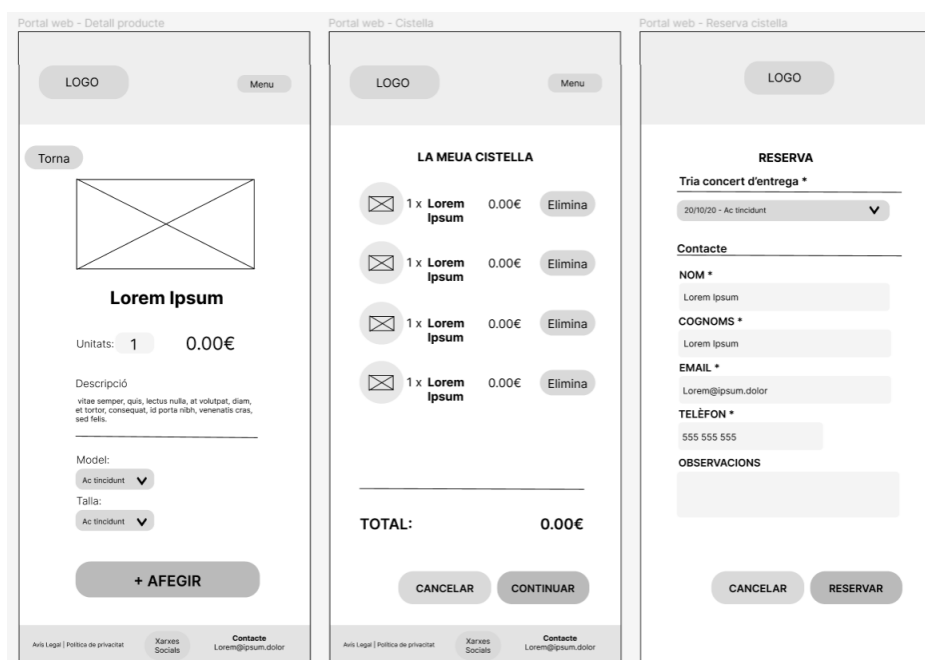 Portal web - Detall producte
LOGO
Menu
Torna
Lorem Ipsum
Unitats: 1 0.00€
Descripció
vitae semper, quis, lectus nulla, at volutpat, diam,
et tortor, consequat, id porta nibh, venenatis cras,
sed felis.
Model:
Ac tincidunt
Talla:
Ac tincidunt
+ AFEGIR
Avís Legal | Política de privacitat
Xarxes
Socials
Contacte
Lorem@ipsum.dolor
Portal web - Cistella
LOGO
Menu
LA MEUA CISTELLA
1 x Lorem Ipsum 0.00€ Elimina
1 x Lorem Ipsum 0.00€ Elimina
1 x Lorem Ipsum 0.00€ Elimina
1 x Lorem Ipsum 0.00€ Elimina
TOTAL: 0.00€
CANCELAR CONTINUAR
Avís Legal | Política de privacitat
Xarxes
Socials
Contacte
Lorem@ipsum.dolor
Portal web - Reserva cistella
LOGO
RESERVA
Tria concert d'entrega *
20/10/20 - Ac tincidunt
Contacte
NOM *
Lorem Ipsum
COGNOMS *
Lorem Ipsum
EMAIL *
Lorem@ipsum.dolor
TELÈFON *
555 555 555
OBSERVACIONS
CANCELAR RESERVAR